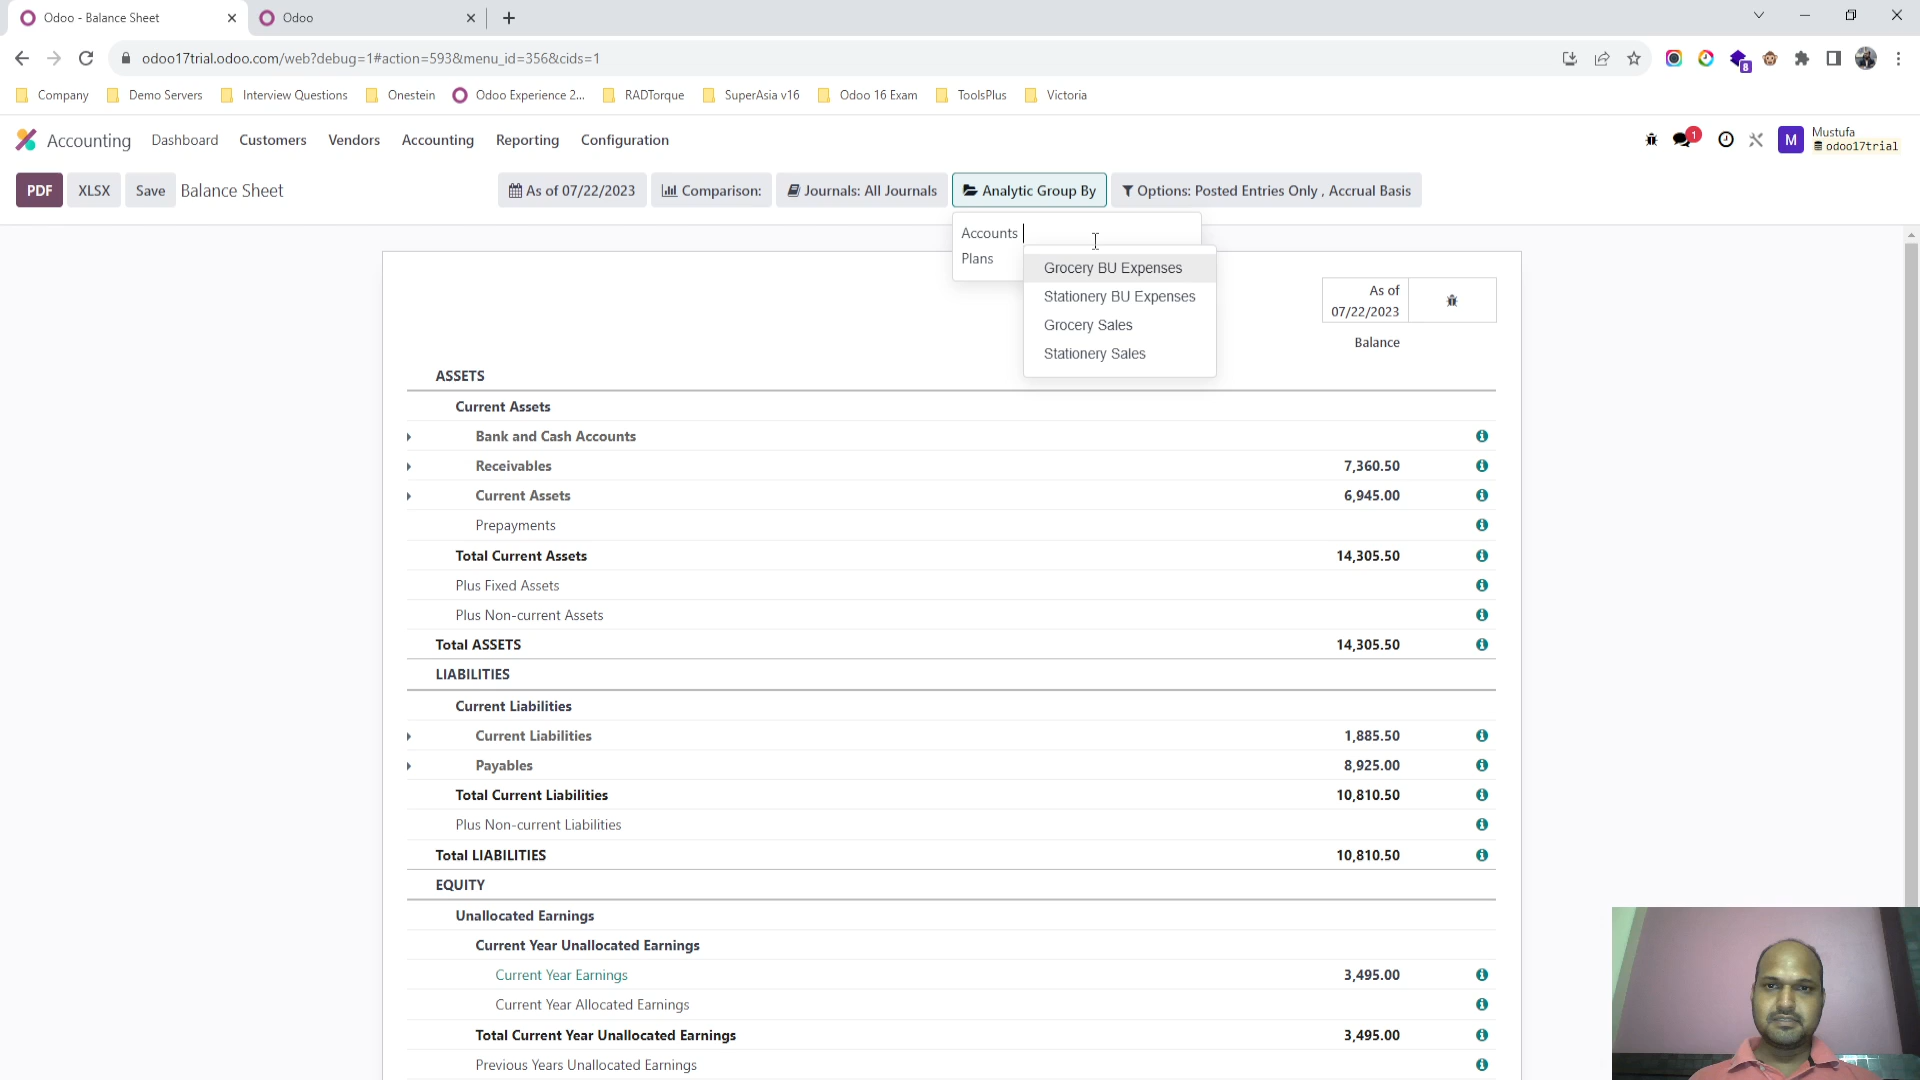 Odoo - Balance Sheet
Odoo
odoo17trial.odoo.com/web?debug=1#action=593&menu_id=356&cids=1
8
Company
Demo Servers
Interview Questions
Onestein
Odoo Experience 2...
RADTorque
SuperAsia v16
Odoo 16 Exam
ToolsPlus
Victoria
Accounting
Dashboard
Customers
Vendors
Accounting
Reporting
Configuration
1
M
Mustufa
odoo17trial
PDF
XLSX
Save
Balance Sheet
As of 07/22/2023
Comparison:
Journals: All Journals
Analytic Group By
Options: Posted Entries Only , Accrual Basis
Accounts
Plans
Grocery BU Expenses
Stationery BU Expenses
Grocery Sales
Stationery Sales
As of
07/22/2023
Balance
ASSETS
Current Assets
Bank and Cash Accounts
Receivables 7,360.50
Current Assets 6,945.00
Prepayments
Total Current Assets 14,305.50
Plus Fixed Assets
Plus Non-current Assets
Total ASSETS 14,305.50
LIABILITIES
Current Liabilities
Current Liabilities 1,885.50
Payables 8,925.00
Total Current Liabilities 10,810.50
Plus Non-current Liabilities
Total LIABILITIES 10,810.50
EQUITY
Unallocated Earnings
Current Year Unallocated Earnings
Current Year Earnings 3,495.00
Current Year Allocated Earnings
Total Current Year Unallocated Earnings 3,495.00
Previous Years Unallocated Earnings